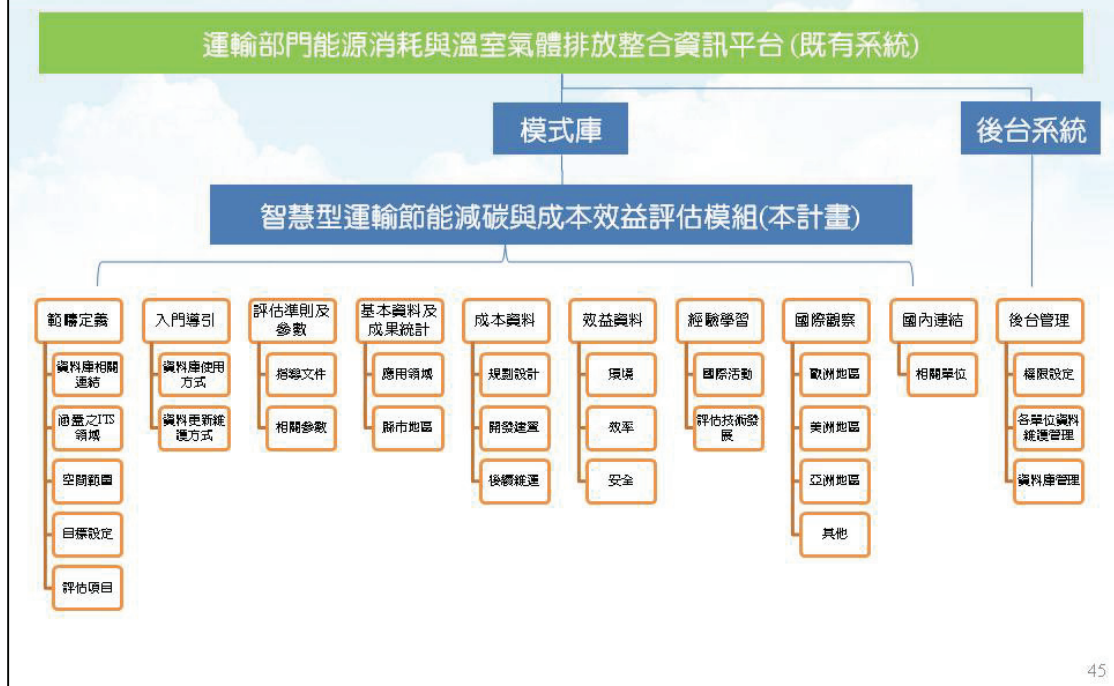 運輸部門能源消耗與溫室氣體排放整合資訊平台(既有系統)
模式庫
後台系統
智慧型運輸節能減碳與成本效益評估模組(本計畫)
範疇定義
資料庫相關
連結
涵蓋之ITS
領域
空間範圍
目標設定
評估項目
入門導引
資料庫使用
方式
資料更新維
護方式
評估準則及
參數
指導文件
相關參數
基本資料及
成果統計
應用領域
縣市地區
成本資料
規劃設計
開發建置
後續維運
效益資料
環境
效率
安全
經驗學習
國際活動
評估技術發
展
國際觀察
歐洲地區
美洲地區
亞洲地區
其他
國內連結
相關單位
後台管理
權限設定
各單位資料
維護管理
資料庫管理
45